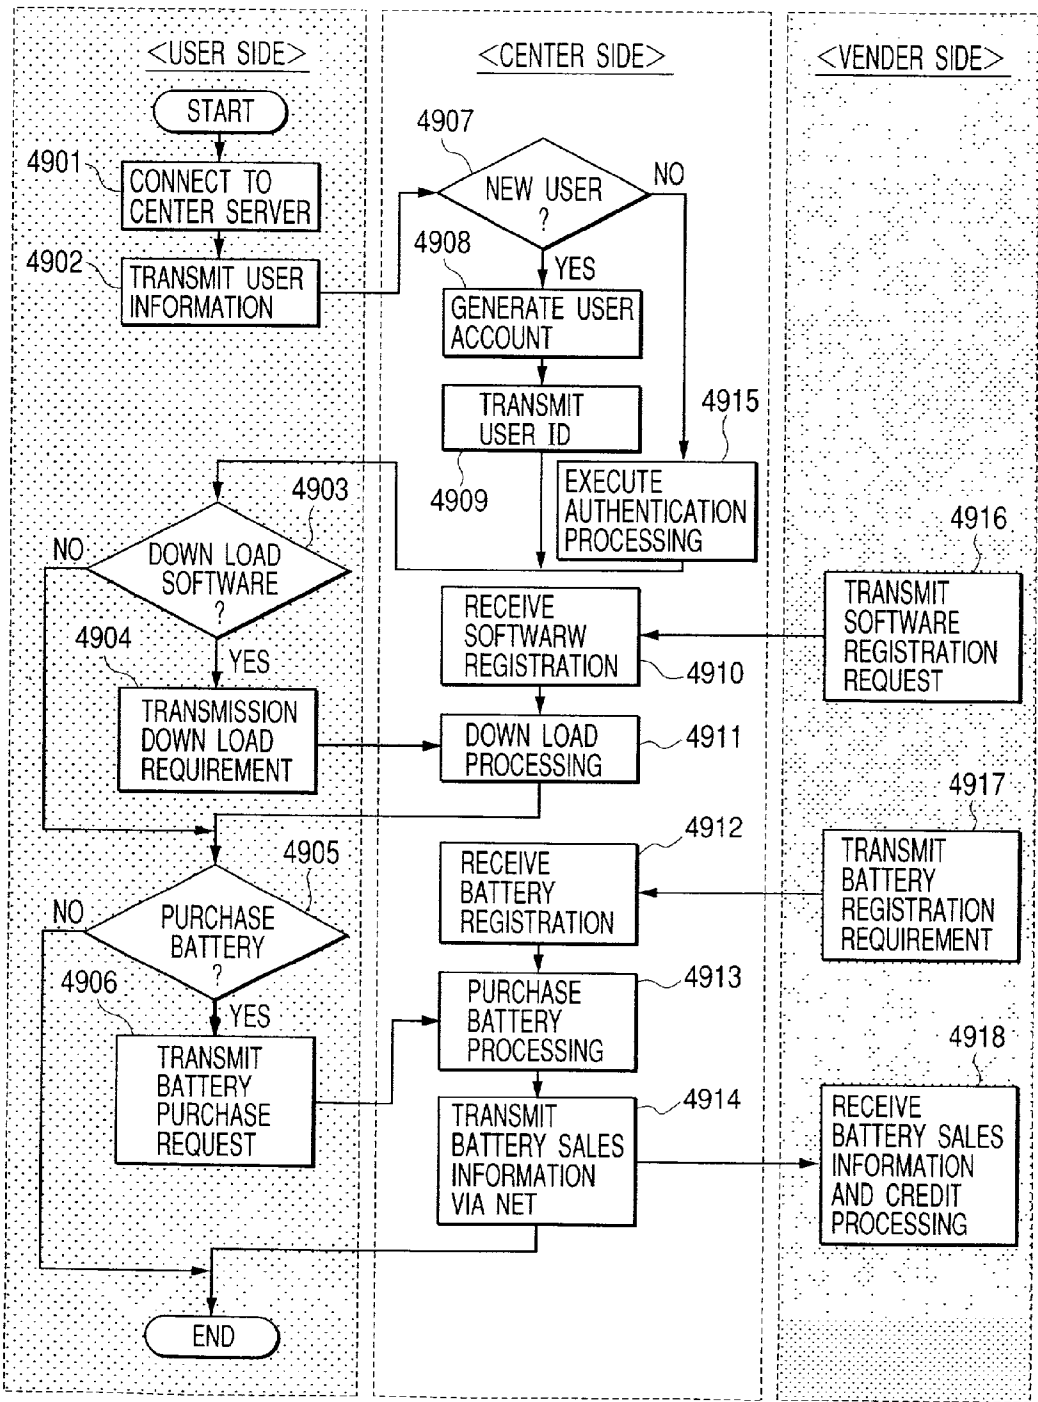 <USER SIDE>
START
4901
CONNECT TO
CENTER SERVER
4902
TRANSMIT USER
INFORMATION
4903
DOWN LOAD
SOFTWARE
?
NO
YES
4904
TRANSMISSION
DOWN LOAD
REQUIREMENT
4905
PURCHASE
BATTERY
?
NO
YES
4906
TRANSMIT
BATTERY
PURCHASE
REQUEST
END
<CENTER SIDE>
4907
NEW USER
?
NO
YES
4908
GENERATE USER
ACCOUNT
TRANSMIT
USER ID
4909
4915
EXECUTE
AUTHENTICATION
PROCESSING
RECEIVE
SOFTWARW
REGISTRATION
4910
DOWN LOAD
PROCESSING
4911
4912
RECEIVE
BATTERY
REGISTRATION
4913
PURCHASE
BATTERY
PROCESSING
4914
TRANSMIT
BATTERY SALES
INFORMATION
VIA NET
<VENDER SIDE>
4916
TRANSMIT
SOFTWARE
REGISTRATION
REQUEST
4917
TRANSMIT
BATTERY
REGISTRATION
REQUIREMENT
4918
RECEIVE
BATTERY SALES
INFORMATION
AND CREDIT
PROCESSING